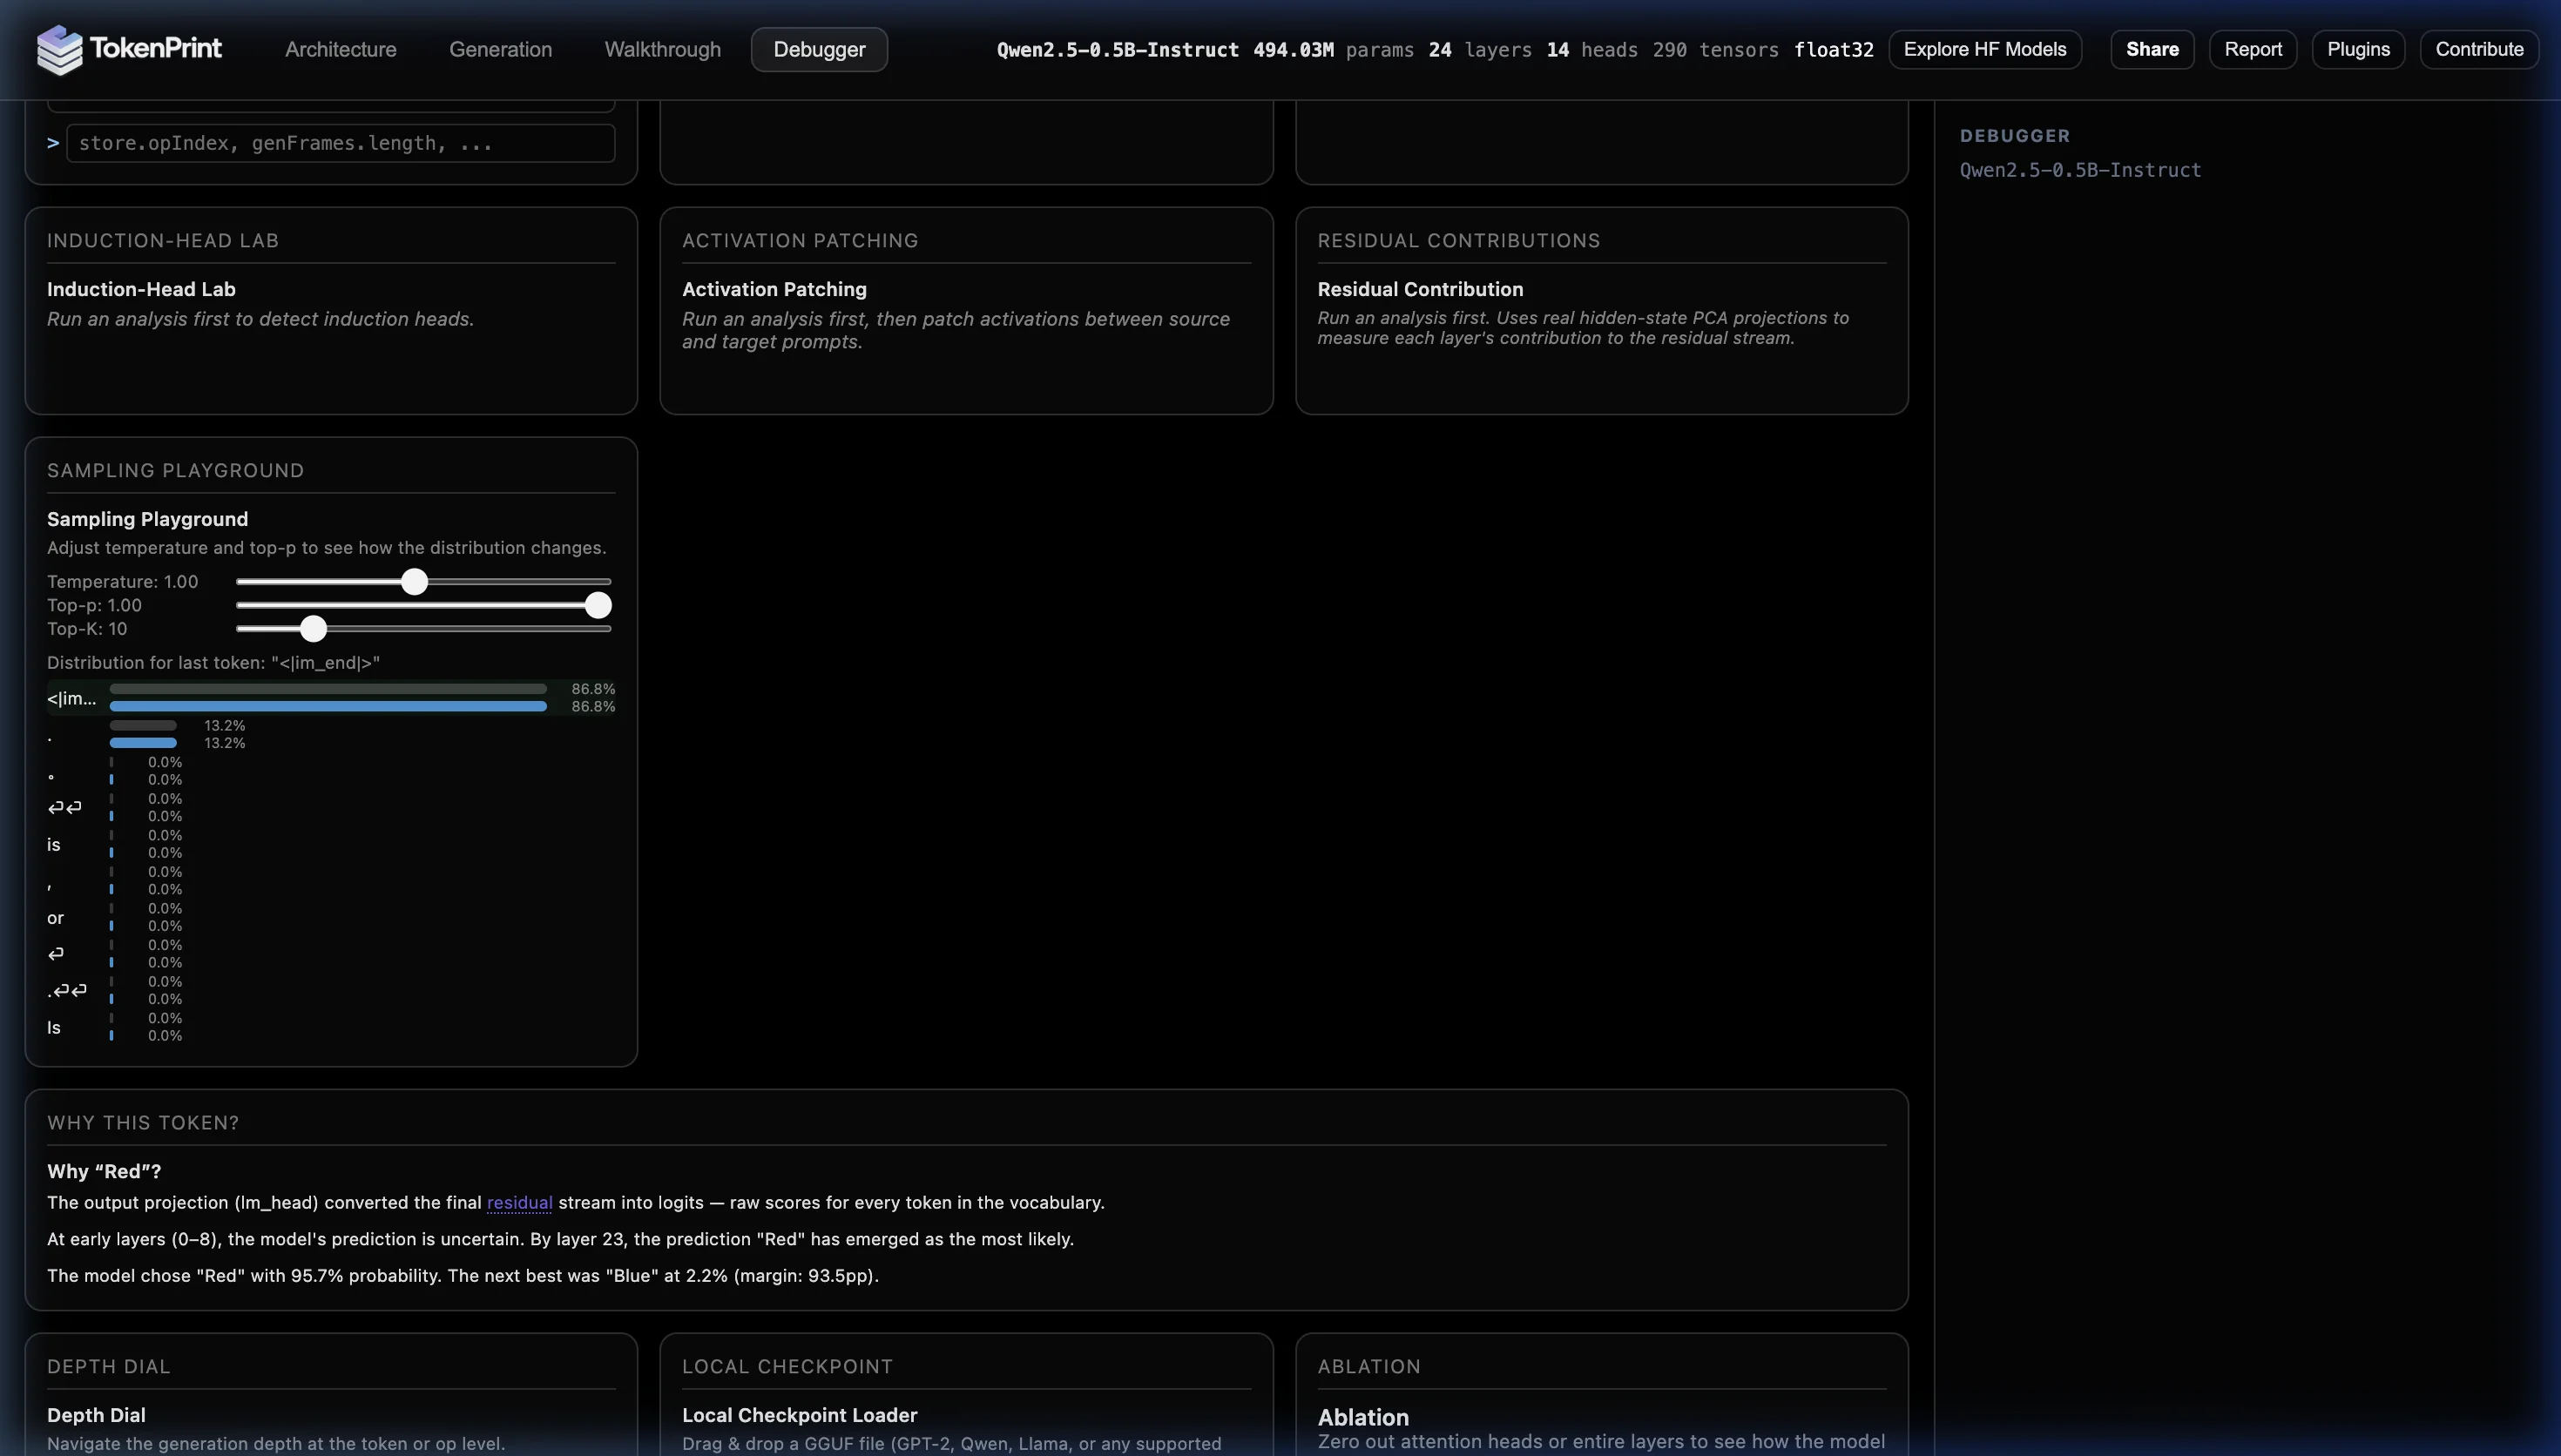 TokenPrint
Architecture Generation Walkthrough Debugger
Qwen2.5-0.5B-Instruct 494.03M params 24 layers 14 heads 290 tensors float32 Explore HF Models Share Report Plugins Contribute
> store.opIndex, genFrames.length, ...
DEBUGGER
Qwen2.5-0.5B-Instruct
INDUCTION-HEAD LAB
Induction-Head Lab
Run an analysis first to detect induction heads.
ACTIVATION PATCHING
Activation Patching
Run an analysis first, then patch activations between source
and target prompts.
RESIDUAL CONTRIBUTIONS
Residual Contribution
Run an analysis first. Uses real hidden-state PCA projections to
measure each layer's contribution to the residual stream.
SAMPLING PLAYGROUND
Sampling Playground
Adjust temperature and top-p to see how the distribution changes.
Temperature: 1.00
Top-p: 1.00
Top-K: 10
Distribution for last token: "<|im_end|>"
<|im... 86.8%
86.8%
. 13.2%
13.2%
。 0.0%
0.0%
⏎⏎ 0.0%
0.0%
is 0.0%
0.0%
, 0.0%
0.0%
or 0.0%
0.0%
⏎ 0.0%
0.0%
.⏎⏎ 0.0%
0.0%
Is 0.0%
0.0%
WHY THIS TOKEN?
Why “Red”?
The output projection (lm_head) converted the final residual stream into logits — raw scores for every token in the vocabulary.
At early layers (0–8), the model's prediction is uncertain. By layer 23, the prediction "Red" has emerged as the most likely.
The model chose "Red" with 95.7% probability. The next best was "Blue" at 2.2% (margin: 93.5pp).
DEPTH DIAL
Depth Dial
Navigate the generation depth at the token or op level.
LOCAL CHECKPOINT
Local Checkpoint Loader
Drag & drop a GGUF file (GPT-2, Qwen, Llama, or any supported
ABLATION
Ablation
Zero out attention heads or entire layers to see how the model